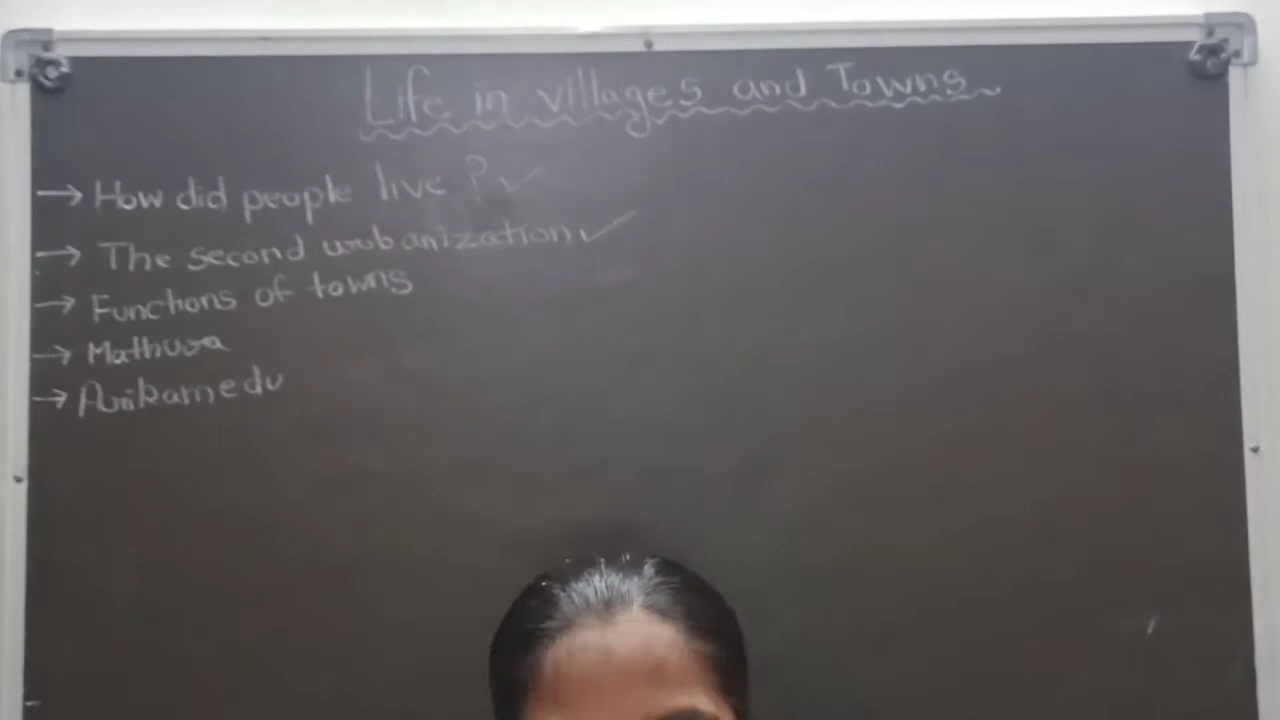 Life in villages and Towns
→ How did people live ? ✓
→ The second urbanization ✓
→ Functions of towns
→ Mathura
→ Arikamedu